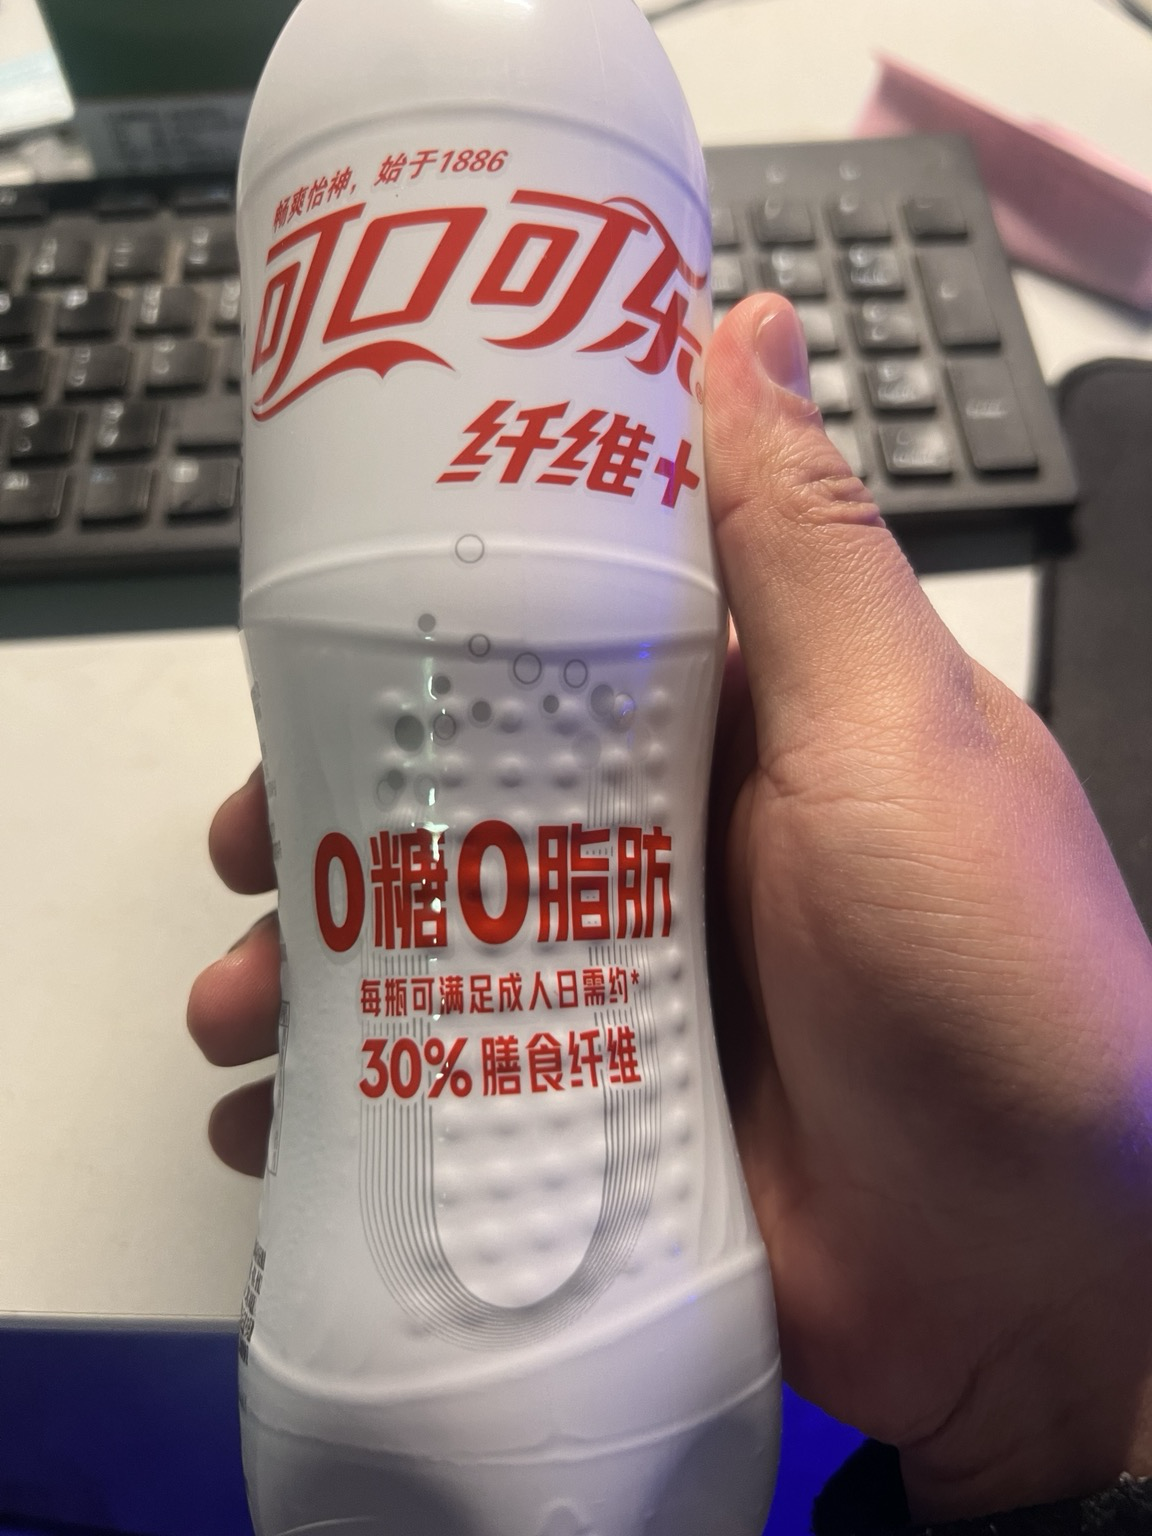 畅爽怡神，始于1886
可口可乐
纤维+
0糖0脂肪
每瓶可满足成人日需约*
30%膳食纤维